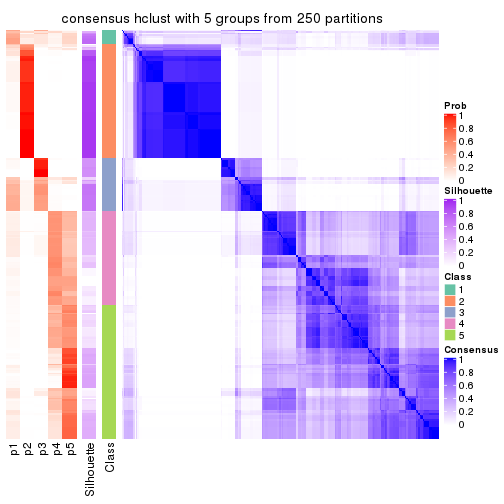 consensus hclust with 5 groups from 250 partitions
Prob
1
0.8
0.6
0.4
0.2
0
Silhouette
1
0.8
0.6
0.4
0.2
0
Class
1
2
3
4
5
Consensus
1
0.8
0.6
0.4
0.2
0
p1
p2
p3
p4
p5
Silhouette
Class